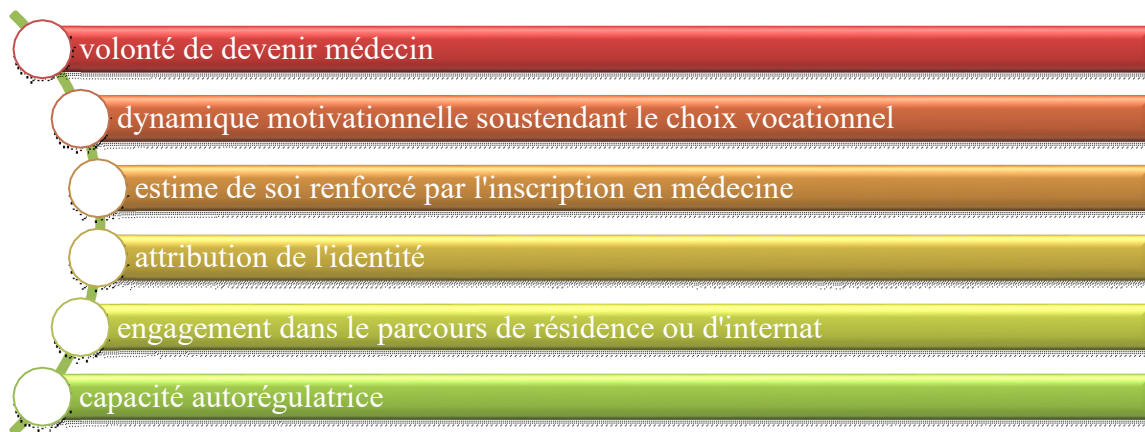 volonté de devenir médecin
dynamique motivationnelle soustendant le choix vocationnel
estime de soi renforcé par l'inscription en médecine
attribution de l'identité
engagement dans le parcours de résidence ou d'internat
capacité autorégulatrice